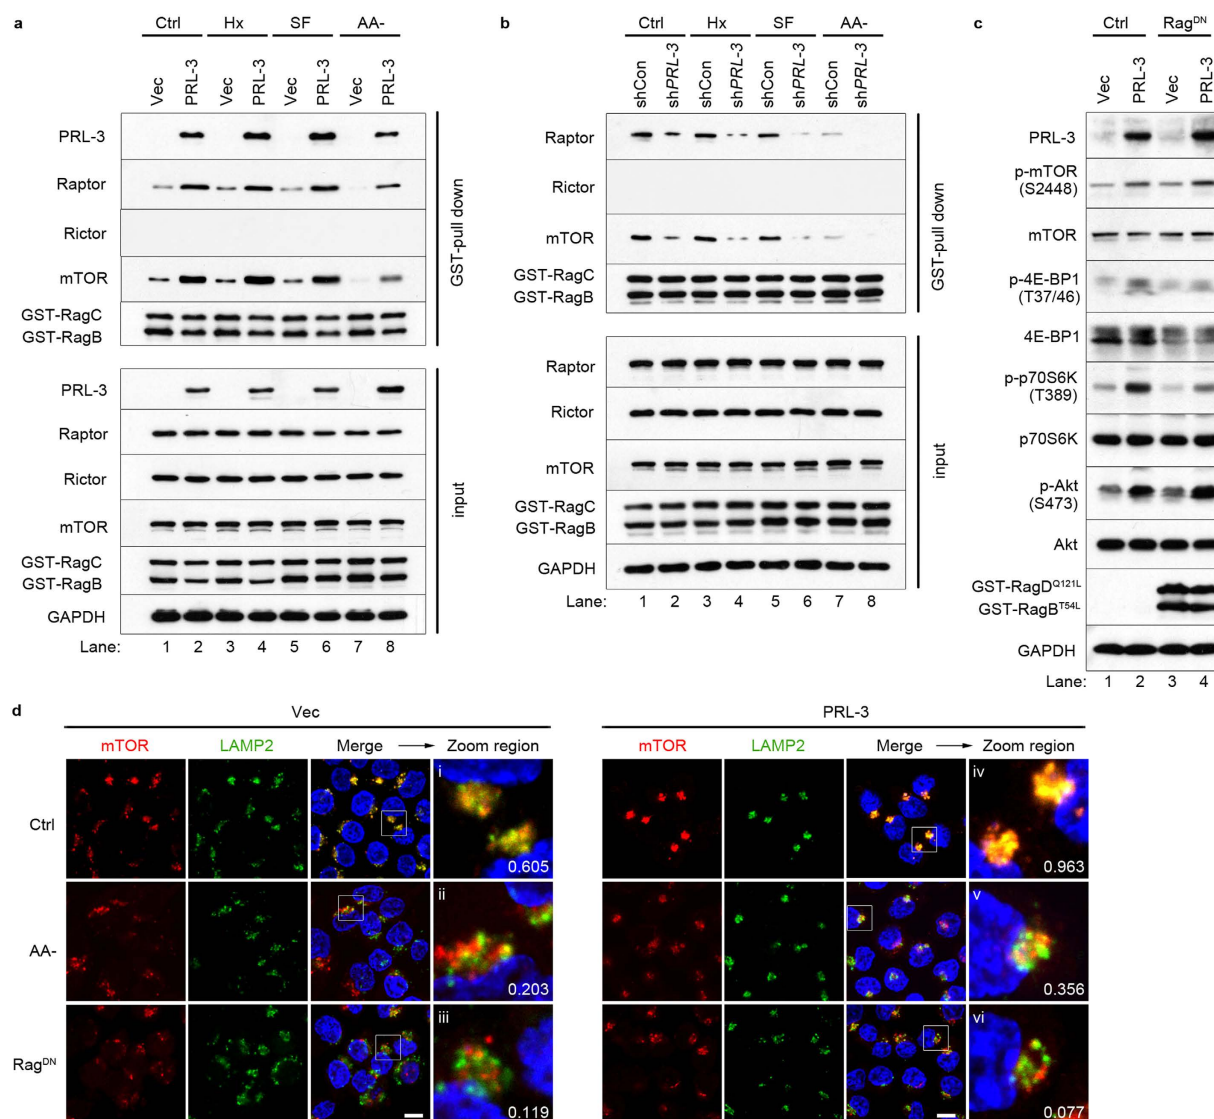 a
Ctrl Hx SF AA-
Vec PRL-3 Vec PRL-3 Vec PRL-3 Vec PRL-3
PRL-3
Raptor
Rictor
mTOR
GST-RagC
GST-RagB
GST-pull down
PRL-3
Raptor
Rictor
mTOR
GST-RagC
GST-RagB
GAPDH
input
Lane: 1 2 3 4 5 6 7 8
b
Ctrl Hx SF AA-
shCon shPRL-3 shCon shPRL-3 shCon shPRL-3 shCon shPRL-3
Raptor
Rictor
mTOR
GST-RagC
GST-RagB
GST-pull down
Raptor
Rictor
mTOR
GST-RagC
GST-RagB
GAPDH
input
Lane: 1 2 3 4 5 6 7 8
c
Ctrl RagDN
Vec PRL-3 Vec PRL-3
PRL-3
p-mTOR
(S2448)
mTOR
p-4E-BP1
(T37/46)
4E-BP1
p-p70S6K
(T389)
p70S6K
p-Akt
(S473)
Akt
GST-RagDQ121L
GST-RagBT54L
GAPDH
Lane: 1 2 3 4
d
Vec
mTOR LAMP2 Merge Zoom region
Ctrl
i
0.605
AA-
ii
0.203
RagDN
iii
0.119
PRL-3
mTOR LAMP2 Merge Zoom region
iv
0.963
v
0.356
vi
0.077